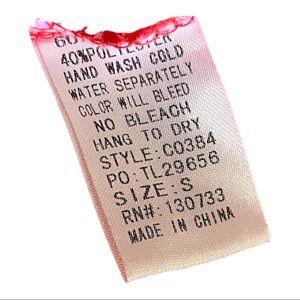 40%POLYESTER
HAND WASH COLD
WATER SEPARATELY
COLOR WILL BLEED
NO BLEACH
HANG TO DRY
STYLE:C0384
PO:TL29656
SIZE:S
RN#:130733
MADE IN CHINA